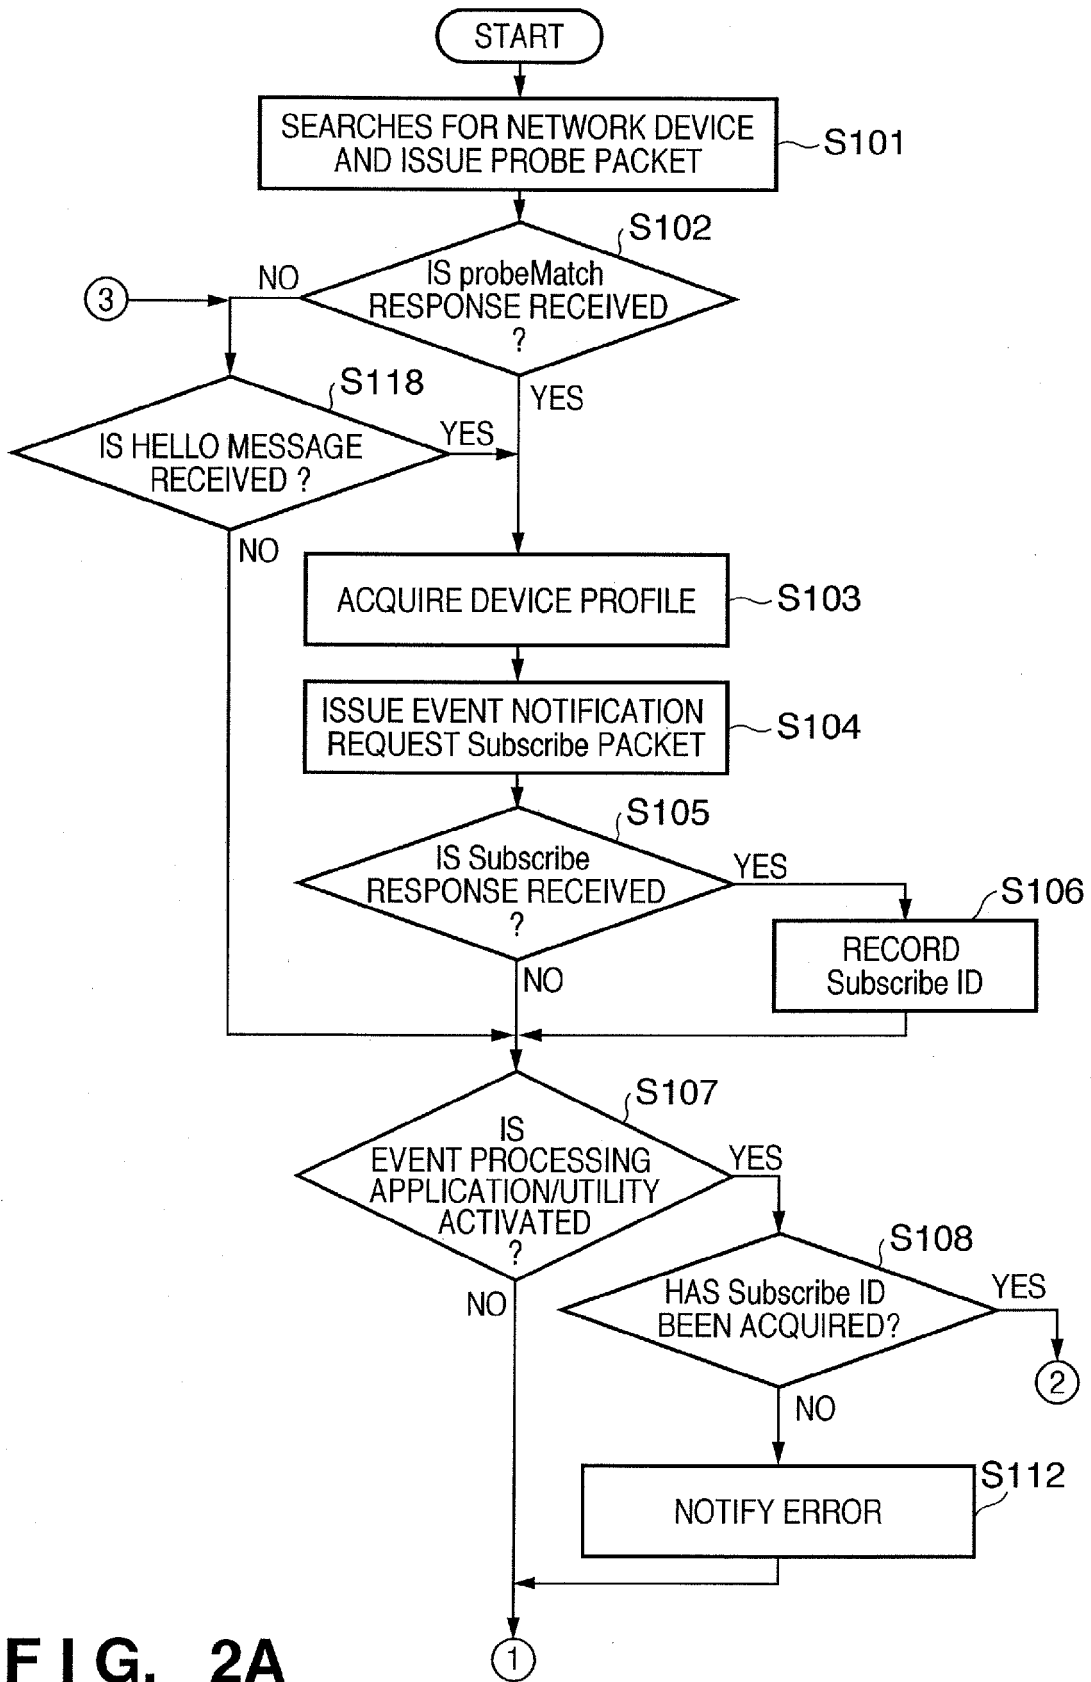 START
SEARCHES FOR NETWORK DEVICE
AND ISSUE PROBE PACKET
S101
S102
IS probeMatch
RESPONSE RECEIVED
?
NO
3
YES
S118
IS HELLO MESSAGE
RECEIVED ?
YES
NO
ACQUIRE DEVICE PROFILE
S103
ISSUE EVENT NOTIFICATION
REQUEST Subscribe PACKET
S104
S105
IS Subscribe
RESPONSE RECEIVED
?
YES
S106
RECORD
Subscribe ID
NO
S107
IS
EVENT PROCESSING
APPLICATION/UTILITY
ACTIVATED
?
YES
S108
HAS Subscribe ID
BEEN ACQUIRED?
YES
2
NO
NO
S112
NOTIFY ERROR
1
FIG. 2A